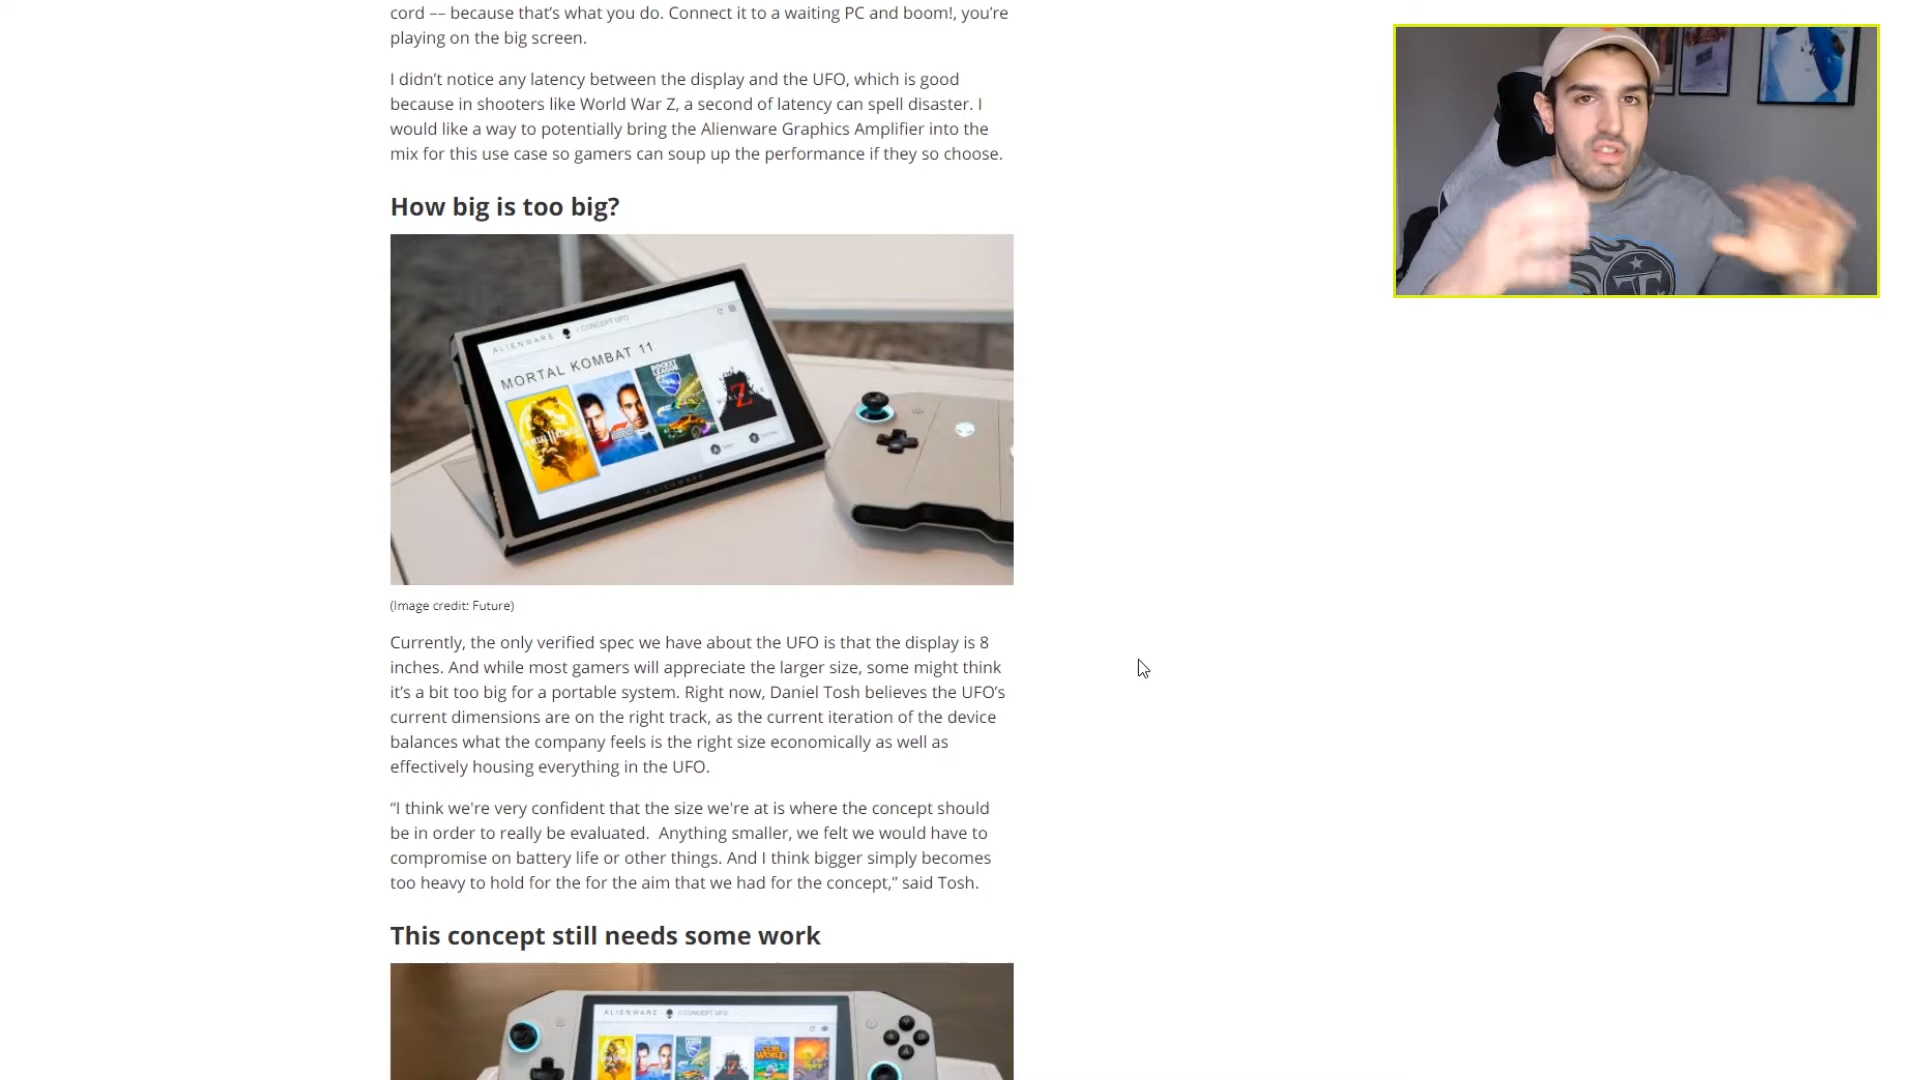 cord –– because that’s what you do. Connect it to a waiting PC and boom!, you’re
playing on the big screen.
I didn’t notice any latency between the display and the UFO, which is good
because in shooters like World War Z, a second of latency can spell disaster. I
would like a way to potentially bring the Alienware Graphics Amplifier into the
mix for this use case so gamers can soup up the performance if they so choose.
How big is too big?
ALIENWARE CONCEPT UFO
MORTAL KOMBAT 11
ROCKET LEAGUE
Z
ALIENWARE
(Image credit: Future)
Currently, the only verified spec we have about the UFO is that the display is 8
inches. And while most gamers will appreciate the larger size, some might think
it’s a bit too big for a portable system. Right now, Daniel Tosh believes the UFO’s
current dimensions are on the right track, as the current iteration of the device
balances what the company feels is the right size economically as well as
effectively housing everything in the UFO.
“I think we're very confident that the size we're at is where the concept should
be in order to really be evaluated.  Anything smaller, we felt we would have to
compromise on battery life or other things. And I think bigger simply becomes
too heavy to hold for the for the aim that we had for the concept,” said Tosh.
This concept still needs some work
ALIENWARE CONCEPT UFO